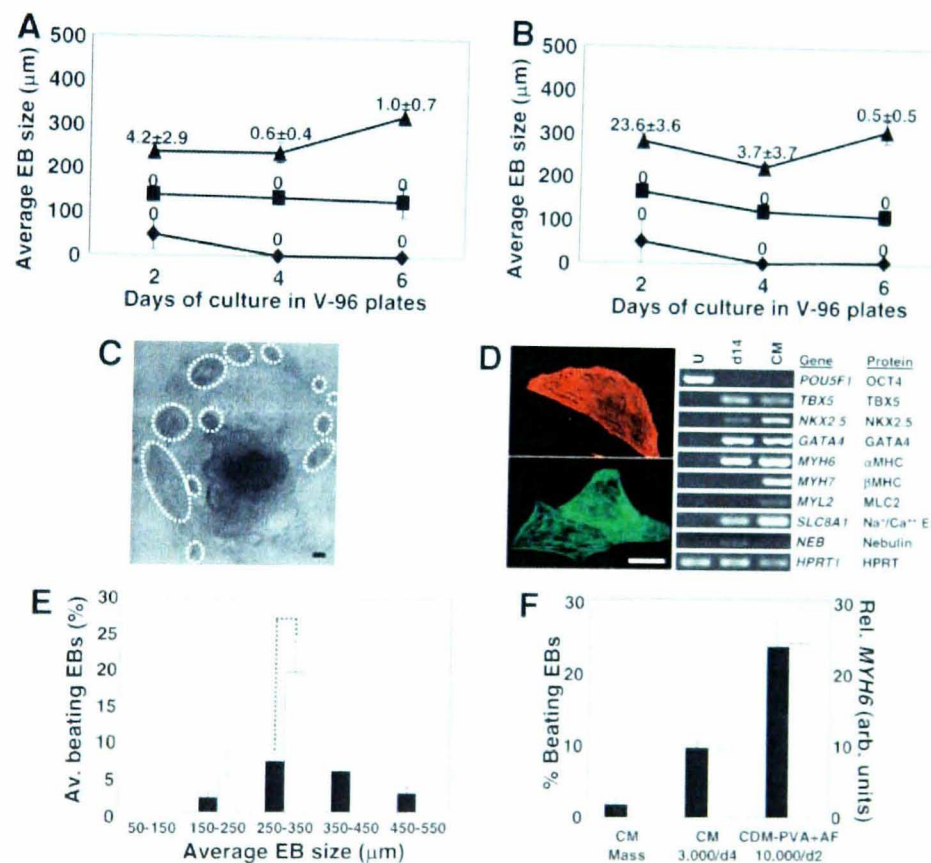 A
Average EB size (μm)
500
400
300
200
100
0
4.2±2.9
0.6±0.4
1.0±0.7
0
0
0
0
0
0
2
4
6
Days of culture in V-96 plates
B
Average EB size (μm)
500
400
300
200
100
0
23.6±3.6
3.7±3.7
0.5±0.5
0
0
0
0
0
0
2
4
6
Days of culture in V-96 plates
C
D
U d14 CM Gene Protein
POU5F1 OCT4
TBX5 TBX5
NKX2.5 NKX2.5
GATA4 GATA4
MYH6 αMHC
MYH7 βMHC
MYL2 MLC2
SLC8A1 Na⁺/Ca⁺⁺ E
NEB Nebulin
HPRT1 HPRT
E
Av. beating EBs (%)
30
25
20
15
10
5
0
50-150 150-250 250-350 350-450 450-550
Average EB size (μm)
F
% Beating EBs
30
20
10
0
30
20
10
0
Rel. MYH6 (arb. units)
CM CM CDM-PVA+AF
Mass 3.000/d4 10.000/d2